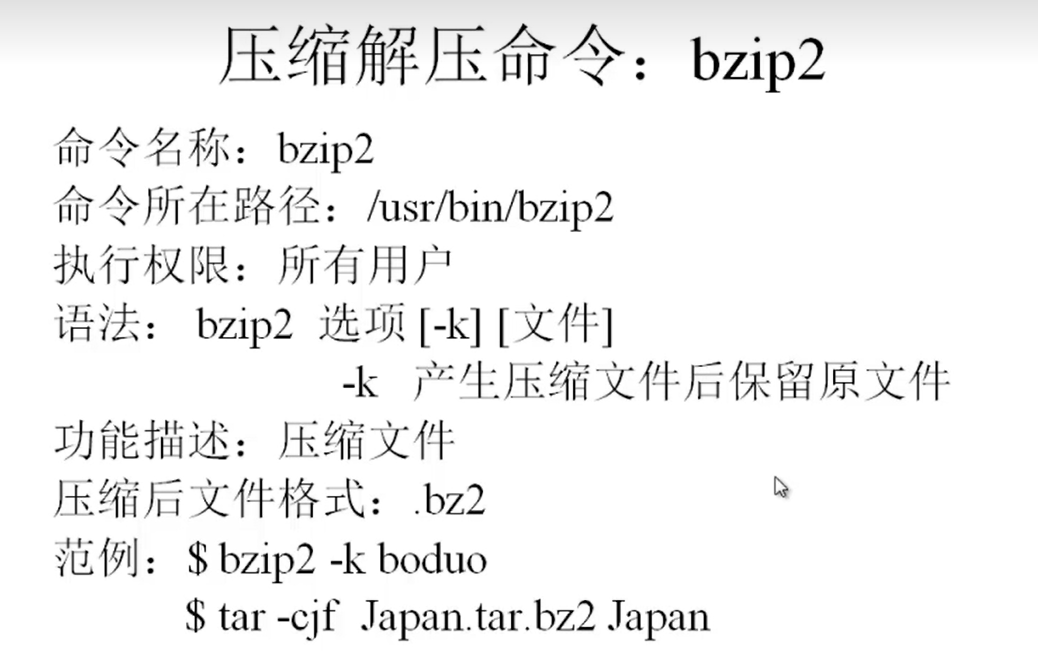 压缩解压命令：bzip2
命令名称：bzip2
命令所在路径：/usr/bin/bzip2
执行权限：所有用户
语法： bzip2 选项 [-k] [文件]
-k 产生压缩文件后保留原文件
功能描述：压缩文件
压缩后文件格式：.bz2
范例：$ bzip2 -k boduo
$ tar -cjf Japan.tar.bz2 Japan